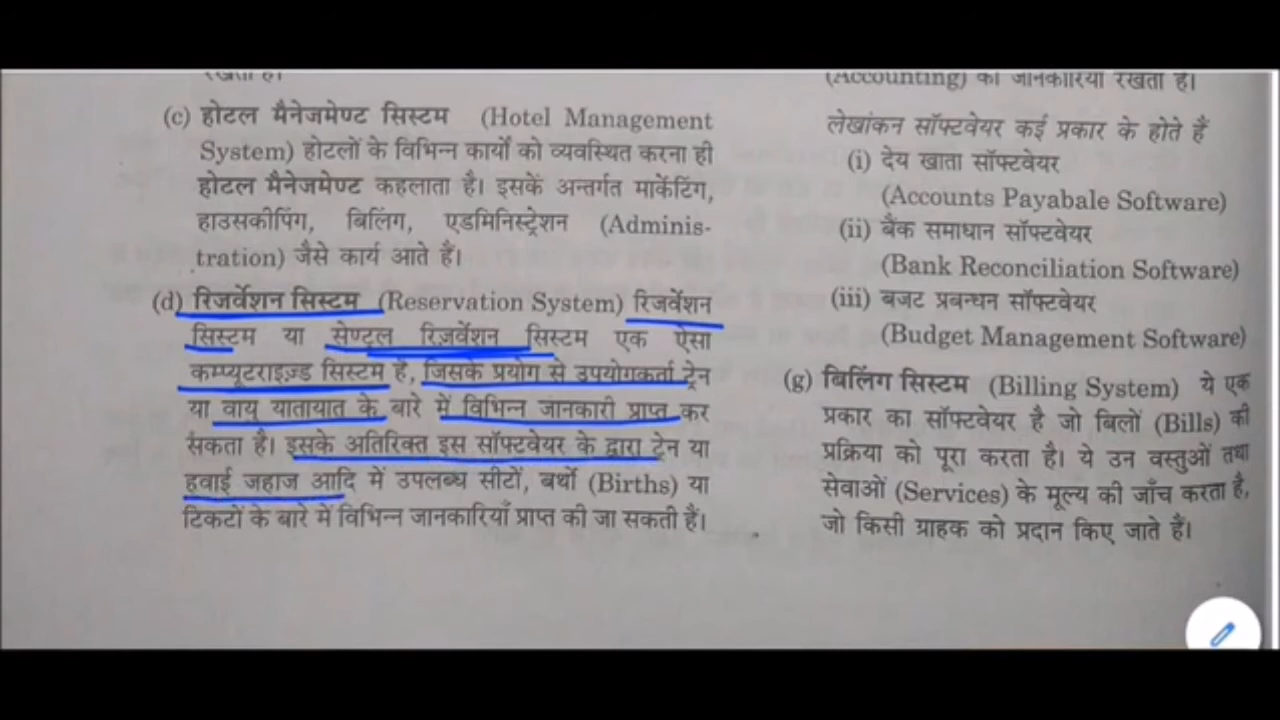 रखता है।
(c) होटल मैनेजमेण्ट सिस्टम (Hotel Management
System) होटलों के विभिन्न कार्यों को व्यवस्थित करना ही
होटल मैनेजमेण्ट कहलाता है। इसकें अन्तर्गत मार्केटिंग,
हाउसकीपिंग, बिलिंग, एडमिनिस्ट्रेशन (Adminis-
tration) जैसे कार्य आते हैं।
(d) रिजर्वेशन सिस्टम (Reservation System) रिजर्वेशन
सिस्टम या सेण्ट्रल रिज़र्वेशन सिस्टम एक ऐसा
कम्प्यूटराइज़्ड सिस्टम है, जिसके प्रयोग से उपयोगकर्ता ट्रेन
या वायु यातायात के बारे में विभिन्न जानकारी प्राप्त कर
सकता है। इसके अतिरिक्त इस सॉफ्टवेयर के द्वारा ट्रेन या
हवाई जहाज आदि में उपलब्ध सीटों, बर्थों (Births) या
टिकटों के बारे में विभिन्न जानकारियाँ प्राप्त की जा सकती हैं।
(Accounting) की जानकारियाँ रखता है।
लेखांकन सॉफ्टवेयर कई प्रकार के होते हैं
(i) देय खाता सॉफ्टवेयर
(Accounts Payabale Software)
(ii) बैंक समाधान सॉफ्टवेयर
(Bank Reconciliation Software)
(iii) बजट प्रबन्धन सॉफ्टवेयर
(Budget Management Software)
(g) बिलिंग सिस्टम (Billing System) ये एक
प्रकार का सॉफ्टवेयर है जो बिलों (Bills) की
प्रक्रिया को पूरा करता है। ये उन वस्तुओं तथा
सेवाओं (Services) के मूल्य की जाँच करता है,
जो किसी ग्राहक को प्रदान किए जाते हैं।